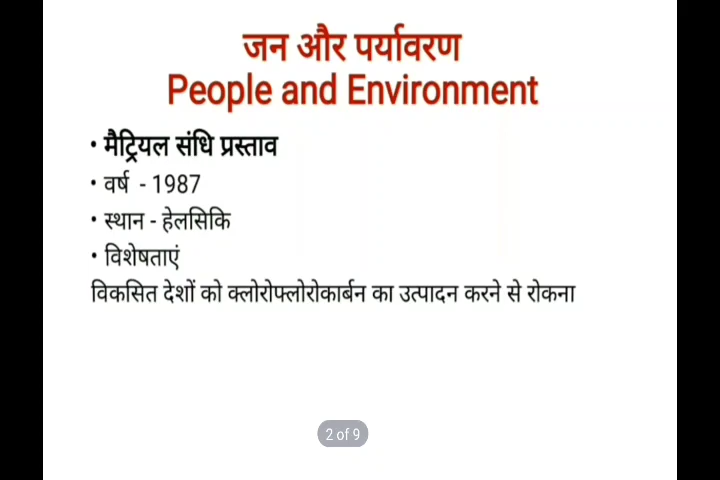 जन और पर्यावरण
People and Environment
• मैट्रियल संधि प्रस्ताव
• वर्ष - 1987
• स्थान - हेलसिकि
• विशेषताएं
विकसित देशों को क्लोरोफ्लोरोकार्बन का उत्पादन करने से रोकना
2 of 9